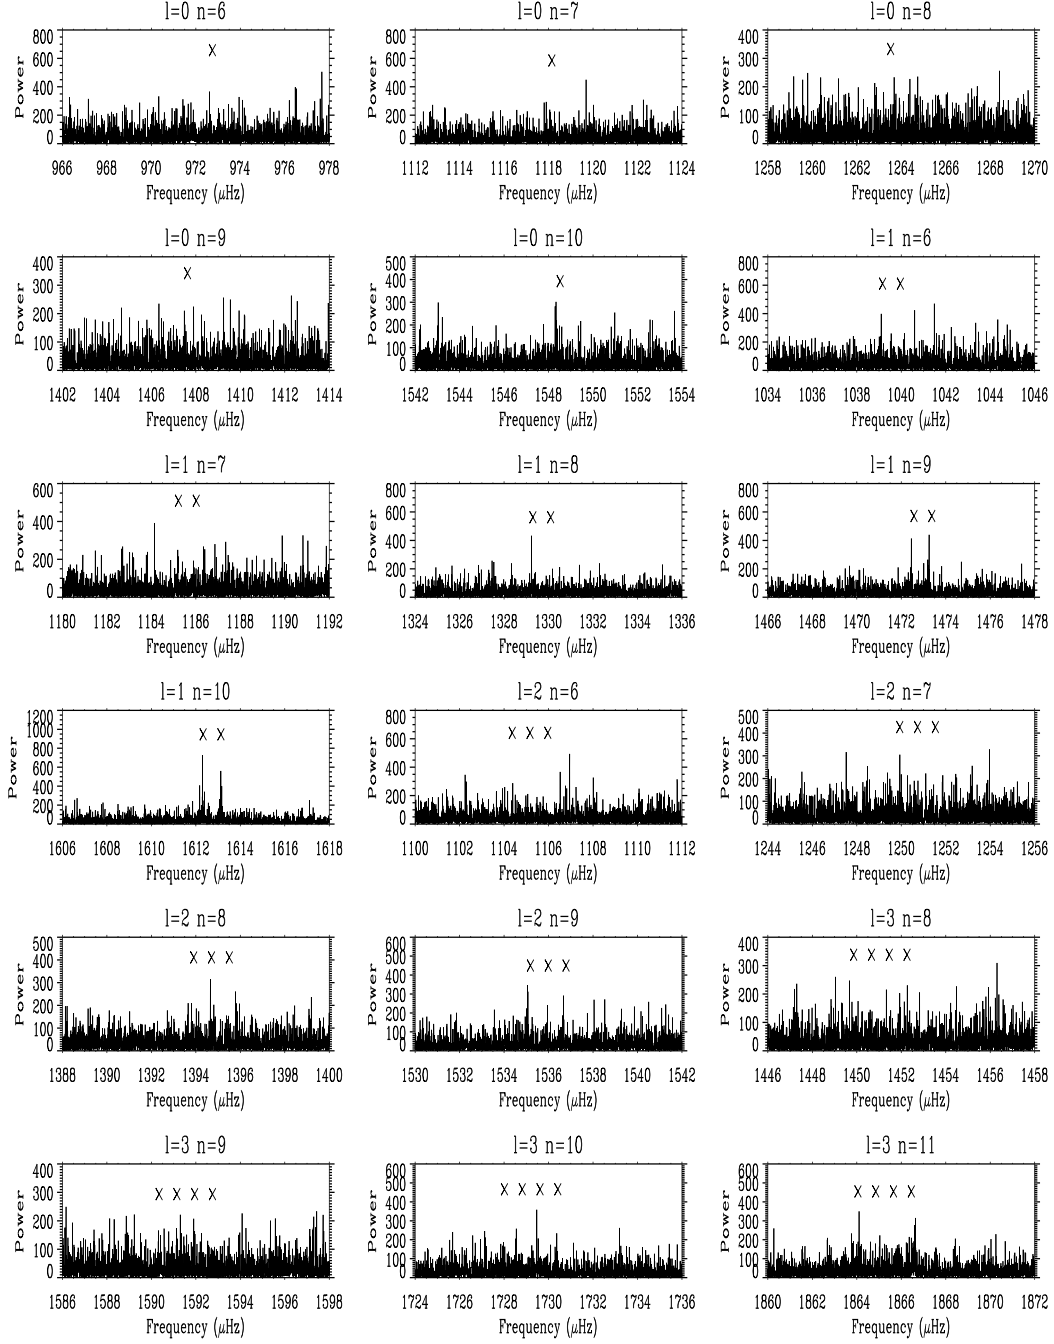 l=0 n=6
l=0 n=7
l=0 n=8
Power
800
600
400
200
0
966 968 970 972 974 976 978
Frequency (μHz)
Power
800
600
400
200
0
1112 1114 1116 1118 1120 1122 1124
Frequency (μHz)
Power
400
300
200
100
0
1258 1260 1262 1264 1266 1268 1270
Frequency (μHz)
l=0 n=9
l=0 n=10
l=1 n=6
Power
400
300
200
100
0
1402 1404 1406 1408 1410 1412 1414
Frequency (μHz)
Power
500
400
300
200
100
0
1542 1544 1546 1548 1550 1552 1554
Frequency (μHz)
Power
800
600
400
200
0
1034 1036 1038 1040 1042 1044 1046
Frequency (μHz)
l=1 n=7
l=1 n=8
l=1 n=9
Power
600
400
200
0
1180 1182 1184 1186 1188 1190 1192
Frequency (μHz)
Power
800
600
400
200
0
1324 1326 1328 1330 1332 1334 1336
Frequency (μHz)
Power
800
600
400
200
0
1466 1468 1470 1472 1474 1476 1478
Frequency (μHz)
l=1 n=10
l=2 n=6
l=2 n=7
Power
1200
1000
800
600
400
200
0
1606 1608 1610 1612 1614 1616 1618
Frequency (μHz)
Power
800
600
400
200
0
1100 1102 1104 1106 1108 1110 1112
Frequency (μHz)
Power
500
400
300
200
100
0
1244 1246 1248 1250 1252 1254 1256
Frequency (μHz)
l=2 n=8
l=2 n=9
l=3 n=8
Power
500
400
300
200
100
0
1388 1390 1392 1394 1396 1398 1400
Frequency (μHz)
Power
600
500
400
300
200
100
0
1530 1532 1534 1536 1538 1540 1542
Frequency (μHz)
Power
400
300
200
100
0
1446 1448 1450 1452 1454 1456 1458
Frequency (μHz)
l=3 n=9
l=3 n=10
l=3 n=11
Power
400
300
200
100
0
1586 1588 1590 1592 1594 1596 1598
Frequency (μHz)
Power
600
500
400
300
200
100
0
1724 1726 1728 1730 1732 1734 1736
Frequency (μHz)
Power
600
500
400
300
200
100
0
1860 1862 1864 1866 1868 1870 1872
Frequency (μHz)